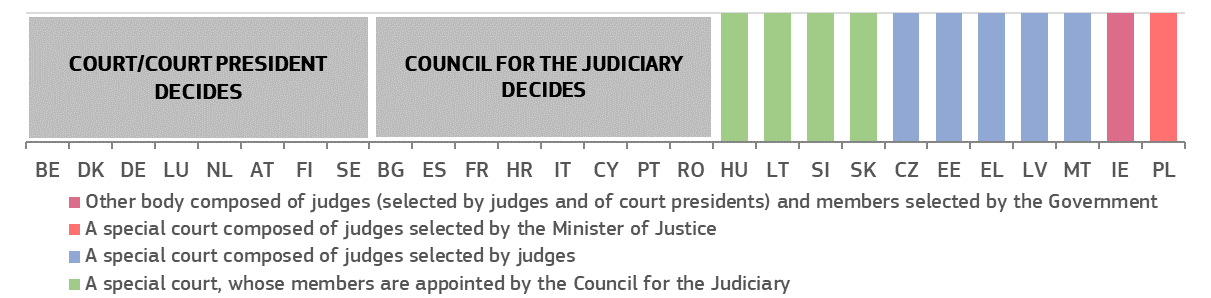 COURT/COURT PRESIDENT
DECIDES
COUNCIL FOR THE JUDICIARY
DECIDES
BE DK DE LU NL AT FI SE BG ES FR HR IT CY PT RO HU LT SI SK CZ EE EL LV MT IE PL
Other body composed of judges (selected by judges and of court presidents) and members selected by the Government
A special court composed of judges selected by the Minister of Justice
A special court composed of judges selected by judges
A special court, whose members are appointed by the Council for the Judiciary